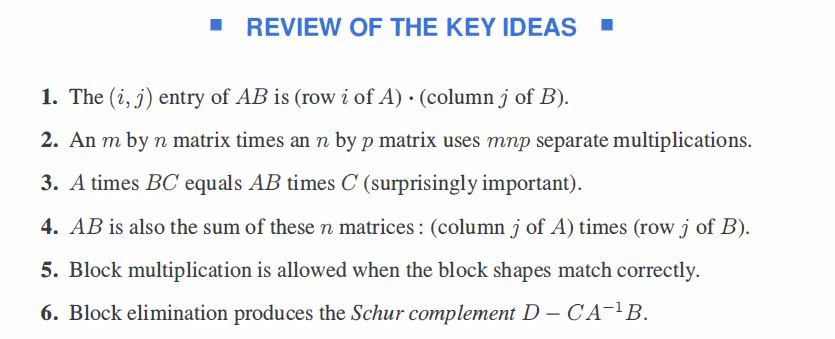 ■ REVIEW OF THE KEY IDEAS ■
1. The (i, j) entry of AB is (row i of A) · (column j of B).
2. An m by n matrix times an n by p matrix uses mnp separate multiplications.
3. A times BC equals AB times C (surprisingly important).
4. AB is also the sum of these n matrices: (column j of A) times (row j of B).
5. Block multiplication is allowed when the block shapes match correctly.
6. Block elimination produces the Schur complement D − CA⁻¹B.